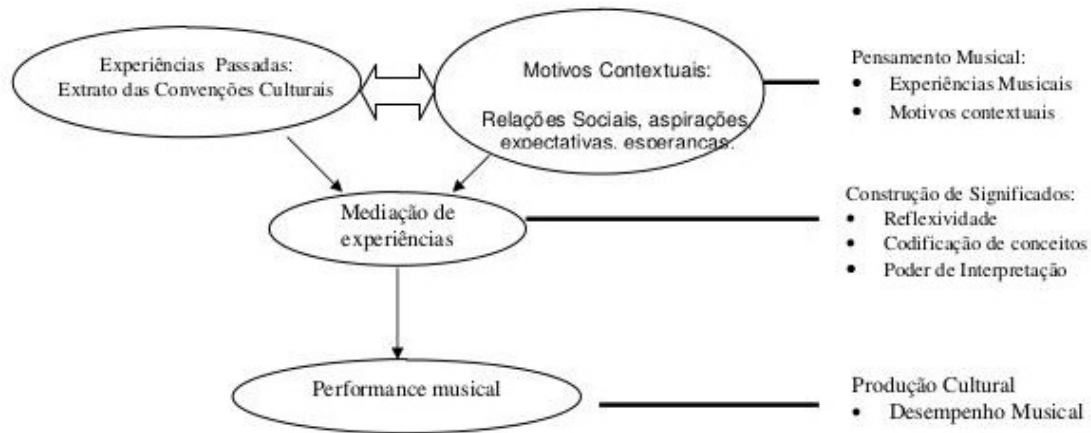 Experiências Passadas:
Extrato das Convenções Culturais
Motivos Contextuais:
Relações Sociais, aspirações,
expectativas, esperanças.
Pensamento Musical:
• Experiências Musicais
• Motivos contextuais
Mediação de
experiências
Construção de Significados:
• Reflexividade
• Codificação de conceitos
• Poder de Interpretação
Performance musical
Produção Cultural
• Desempenho Musical